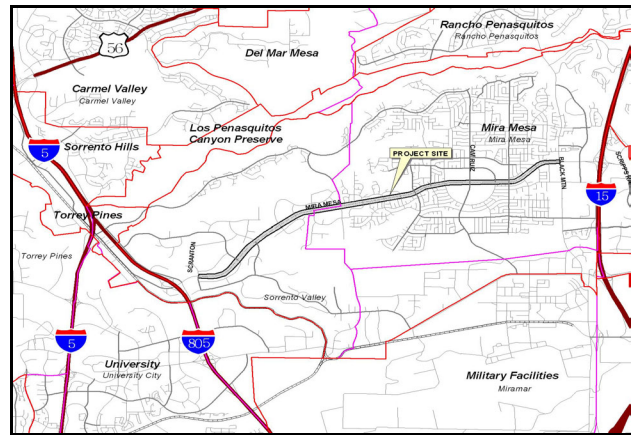 Rancho Penasquitos
Rancho Penasquitos
56
Del Mar Mesa
Carmel Valley
Carmel Valley
Los Penasquitos
Canyon Preserve
Mira Mesa
Mira Mesa
5
Sorrento Hills
PROJECT SITE
CAM RUIZ
BLACK MTN
15
MIRA MESA
Torrey Pines
Torrey Pines
SCRANTON
Sorrento Valley
5
805
University
University City
Military Facilities
Miramar